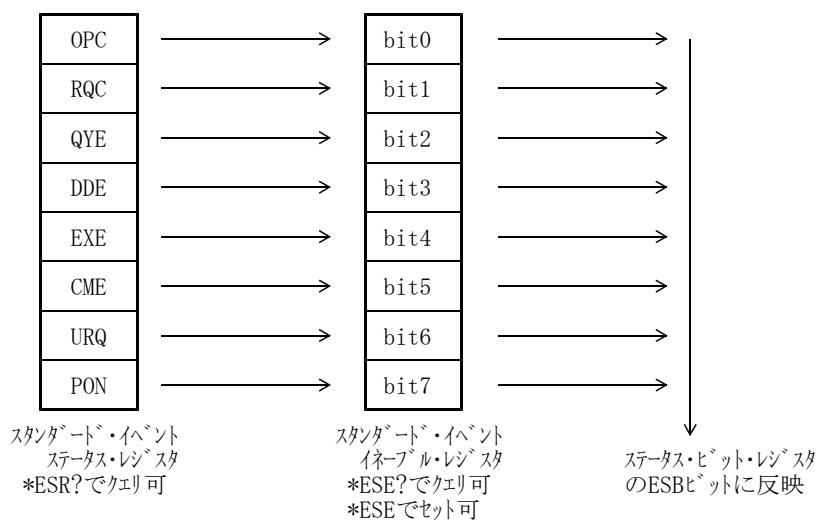 OPC
RQC
QYE
DDE
EXE
CME
URQ
PON
bit0
bit1
bit2
bit3
bit4
bit5
bit6
bit7
ｽﾀﾝﾀﾞｰﾄﾞ・ｲﾍﾞﾝﾄ
ｽﾃｰﾀｽ・ﾚｼﾞｽﾀ
*ESR?でｸｴﾘ可
ｽﾀﾝﾀﾞｰﾄﾞ・ｲﾍﾞﾝﾄ
ｲﾈｰﾌﾞﾙ・ﾚｼﾞｽﾀ
*ESE?でｸｴﾘ可
*ESEでｾｯﾄ可
ｽﾃｰﾀｽ・ﾋﾞｯﾄ・ﾚｼﾞｽﾀ
のESBﾋﾞｯﾄに反映